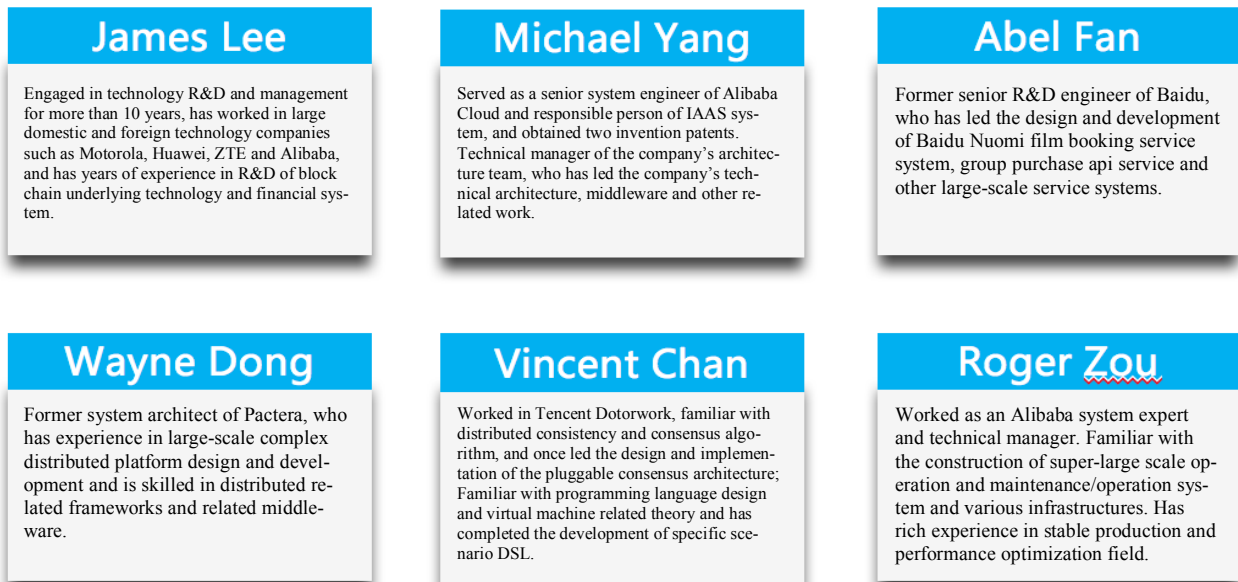 James Lee
Engaged in technology R&D and management
for more than 10 years, has worked in large
domestic and foreign technology companies
such as Motorola, Huawei, ZTE and Alibaba,
and has years of experience in R&D of block
chain underlying technology and financial sys-
tem.
Michael Yang
Served as a senior system engineer of Alibaba
Cloud and responsible person of IAAS sys-
tem, and obtained two invention patents.
Technical manager of the company's architec-
ture team, who has led the company's tech-
nical architecture, middleware and other re-
lated work.
Abel Fan
Former senior R&D engineer of Baidu,
who has led the design and development
of Baidu Nuomi film booking service
system, group purchase api service and
other large-scale service systems.
Wayne Dong
Former system architect of Pactera, who
has experience in large-scale complex
distributed platform design and devel-
opment and is skilled in distributed re-
lated frameworks and related middle-
ware.
Vincent Chan
Worked in Tencent Dotorwork, familiar with
distributed consistency and consensus algo-
rithm, and once led the design and implemen-
tation of the pluggable consensus architecture;
Familiar with programming language design
and virtual machine related theory and has
completed the development of specific sce-
nario DSL.
Roger Zou
Worked as an Alibaba system expert
and technical manager. Familiar with
the construction of super-large scale op-
eration and maintenance/operation sys-
tem and various infrastructures. Has
rich experience in stable production and
performance optimization field.